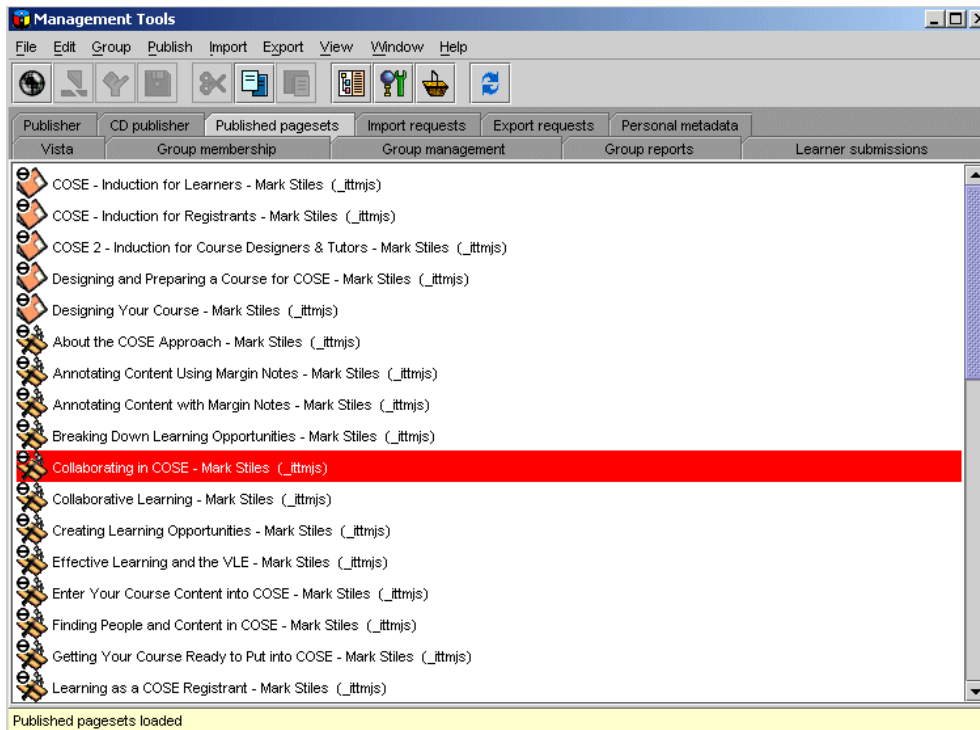 Management Tools
File Edit Group Publish Import Export View Window Help
Publisher CD publisher Published pagesets Import requests Export requests Personal metadata
Vista Group membership Group management Group reports Learner submissions
COSE - Induction for Learners - Mark Stiles (_ittmjs)
COSE - Induction for Registrants - Mark Stiles (_ittmjs)
COSE 2 - Induction for Course Designers & Tutors - Mark Stiles (_ittmjs)
Designing and Preparing a Course for COSE - Mark Stiles (_ittmjs)
Designing Your Course - Mark Stiles (_ittmjs)
About the COSE Approach - Mark Stiles (_ittmjs)
Annotating Content Using Margin Notes - Mark Stiles (_ittmjs)
Annotating Content with Margin Notes - Mark Stiles (_ittmjs)
Breaking Down Learning Opportunities - Mark Stiles (_ittmjs)
Collaborating in COSE - Mark Stiles (_ittmjs)
Collaborative Learning - Mark Stiles (_ittmjs)
Creating Learning Opportunities - Mark Stiles (_ittmjs)
Effective Learning and the VLE - Mark Stiles (_ittmjs)
Enter Your Course Content into COSE - Mark Stiles (_ittmjs)
Finding People and Content in COSE - Mark Stiles (_ittmjs)
Getting Your Course Ready to Put into COSE - Mark Stiles (_ittmjs)
Learning as a COSE Registrant - Mark Stiles (_ittmjs)
Published pagesets loaded